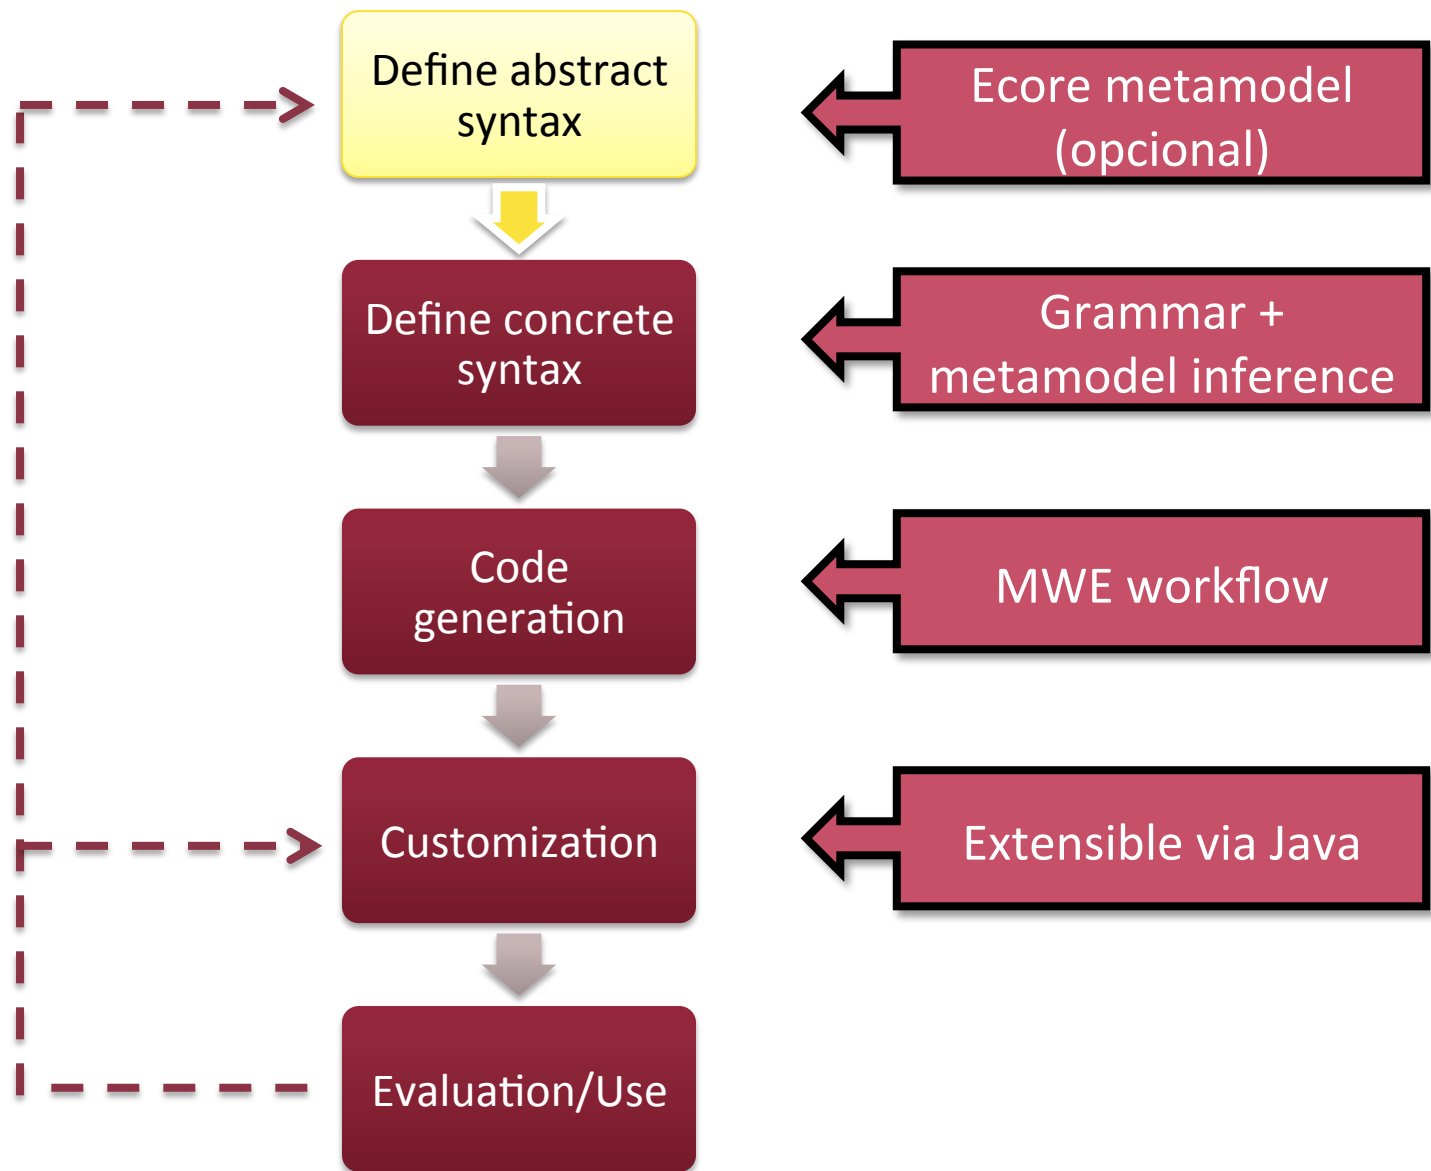 Define abstract
syntax
Ecore metamodel
(opcional)
Define concrete
syntax
Grammar +
metamodel inference
Code
generation
MWE workflow
Customization
Extensible via Java
Evaluation/Use